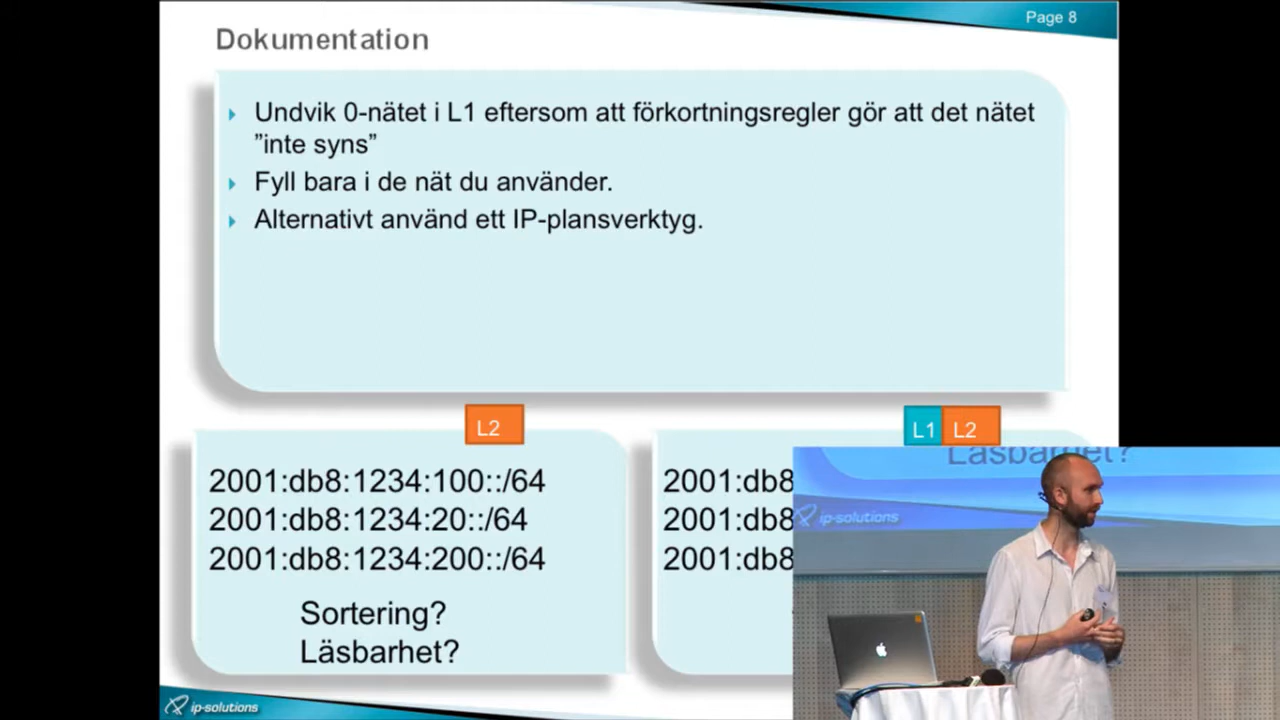 Page 8
Dokumentation
Undvik 0-nätet i L1 eftersom att förkortningsregler gör att det nätet
”inte syns”
Fyll bara i de nät du använder.
Alternativt använd ett IP-plansverktyg.
L2
2001:db8:1234:100::/64
2001:db8:1234:20::/64
2001:db8:1234:200::/64
Sortering?
Läsbarhet?
L1 L2
2001:db8
2001:db8
2001:db8
Läsbarhet?
ip-solutions
ip-solutions